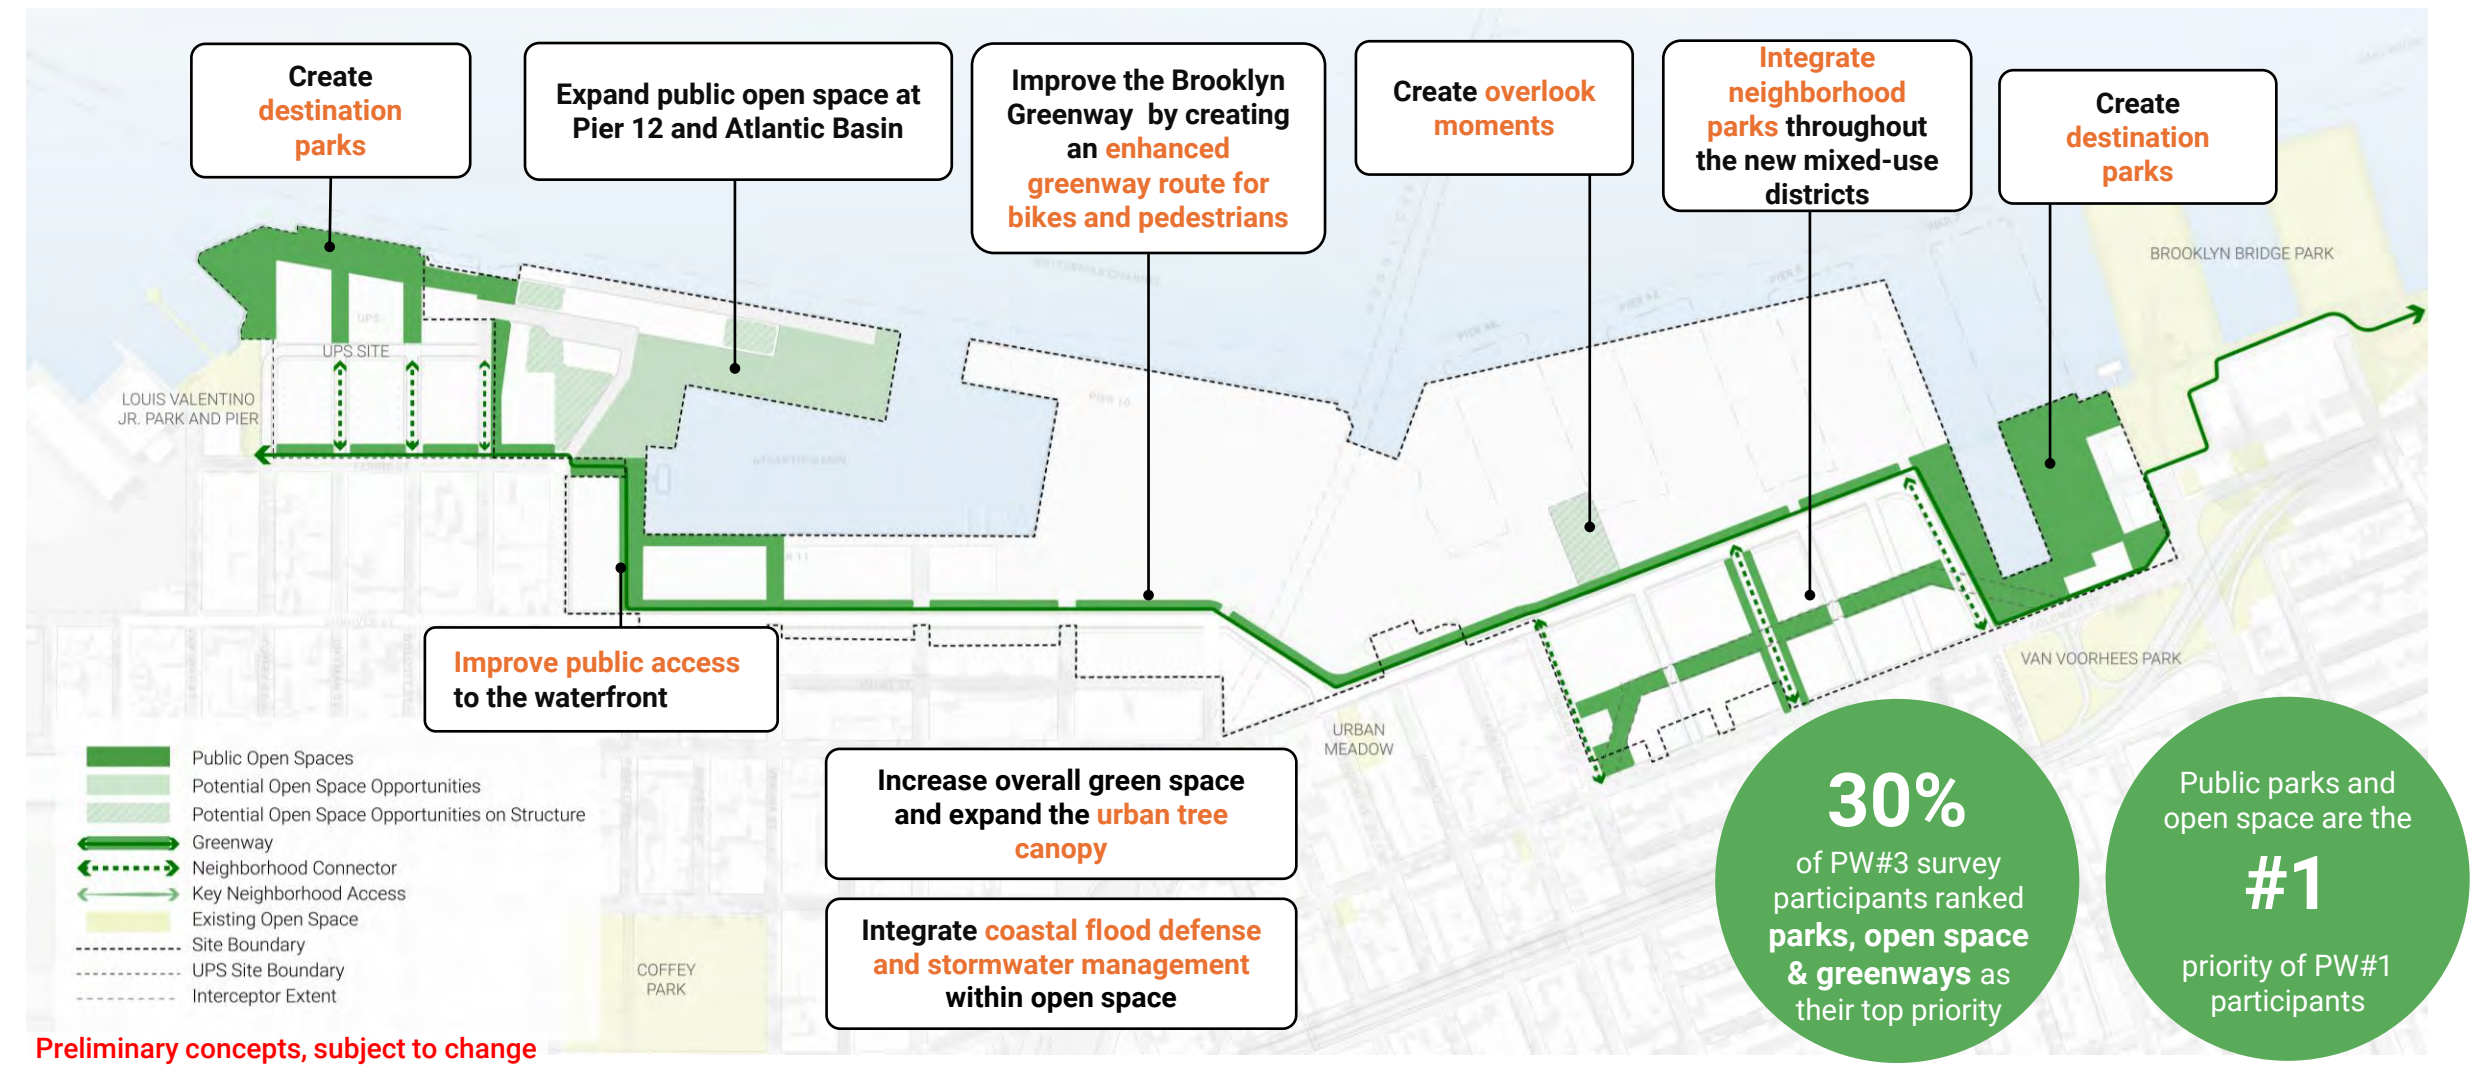 Create
destination
parks
Expand public open space at
Pier 12 and Atlantic Basin
Improve the Brooklyn
Greenway by creating
an enhanced
greenway route for
bikes and pedestrians
Create overlook
moments
Integrate
neighborhood
parks throughout
the new mixed-use
districts
Create
destination
parks
BROOKLYN BRIDGE PARK
UPS
UPS SITE
LOUIS VALENTINO
JR. PARK AND PIER
PIER 10
ATLANTIC BASIN
Improve public access
to the waterfront
VAN VOORHEES PARK
URBAN
MEADOW
COFFEY
PARK
Public Open Spaces
Potential Open Space Opportunities
Potential Open Space Opportunities on Structure
Greenway
Neighborhood Connector
Key Neighborhood Access
Existing Open Space
Site Boundary
UPS Site Boundary
Interceptor Extent
Increase overall green space
and expand the urban tree
canopy
Integrate coastal flood defense
and stormwater management
within open space
30%
of PW#3 survey
participants ranked
parks, open space
& greenways as
their top priority
Public parks and
open space are the
#1
priority of PW#1
participants
Preliminary concepts, subject to change